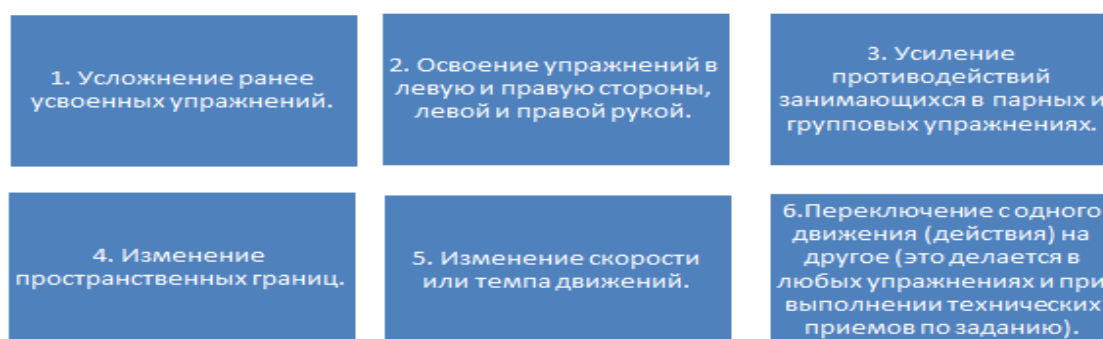 1. Усложнение ранее
усвоенных упражнений.
2. Освоение упражнений в
левую и правую стороны,
левой и правой рукой.
3. Усиление
противодействий
занимающихся в парных и
групповых упражнениях.
4. Изменение
пространственных границ.
5. Изменение скорости
или темпа движений.
6.Переключение с одного
движения (действия) на
другое (это делается в
любых упражнениях и при
выполнении технических
приемов по заданию).